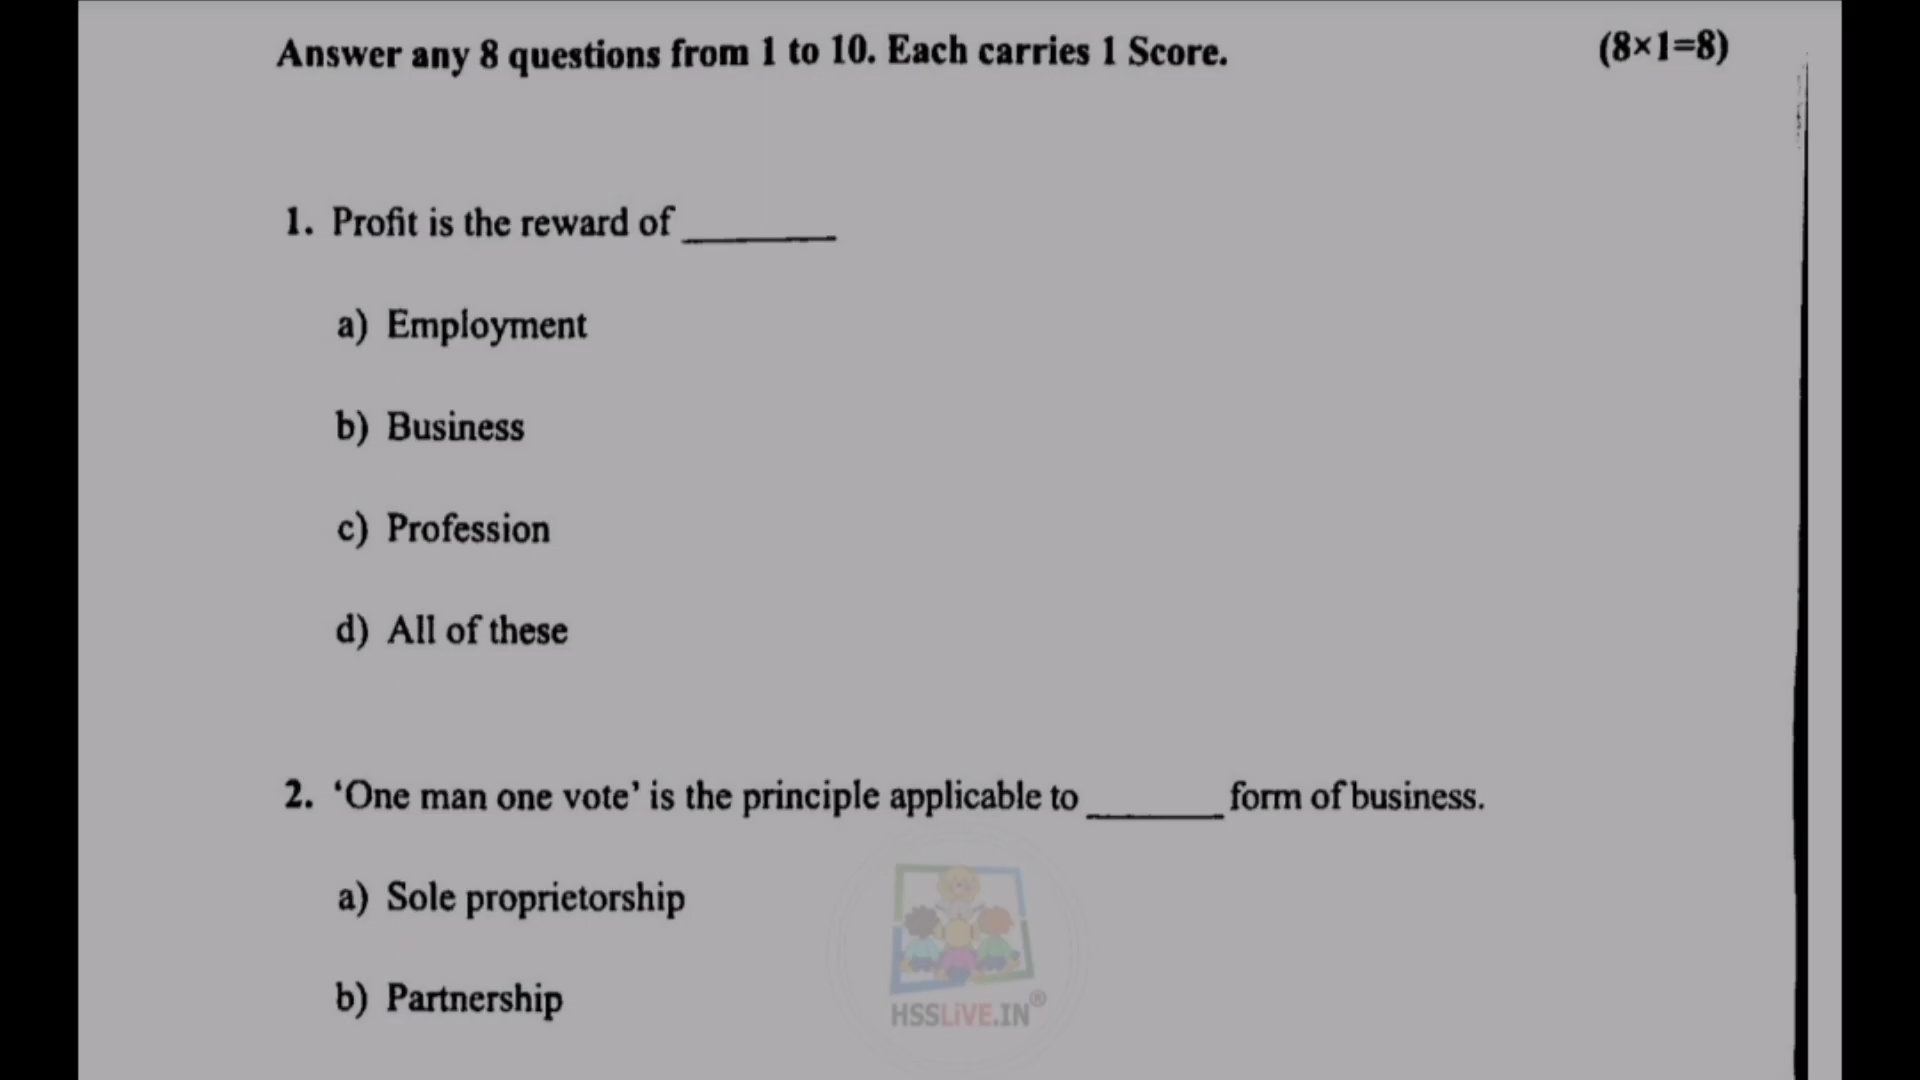 Answer any 8 questions from 1 to 10. Each carries 1 Score. (8×1=8)
1. Profit is the reward of ________
a) Employment
b) Business
c) Profession
d) All of these
2. ‘One man one vote’ is the principle applicable to _______ form of business.
a) Sole proprietorship
b) Partnership
HSSLiVE.IN®